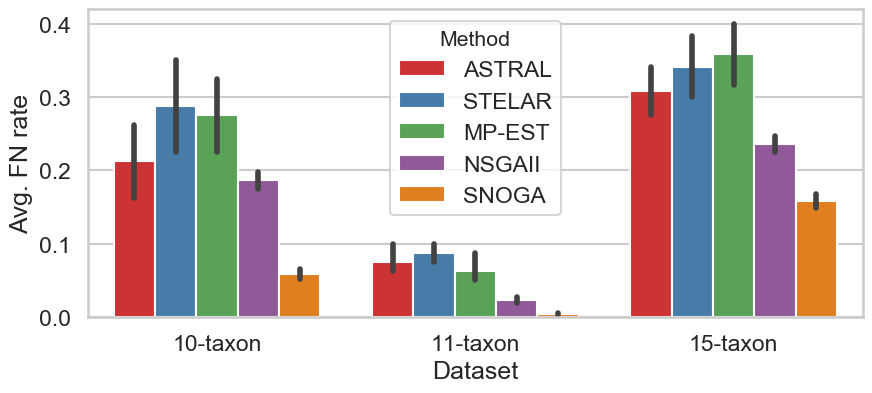 Avg. FN rate
0.4
0.3
0.2
0.1
0.0
Method
ASTRAL
STELAR
MP-EST
NSGAII
SNOGA
10-taxon
11-taxon
15-taxon
Dataset